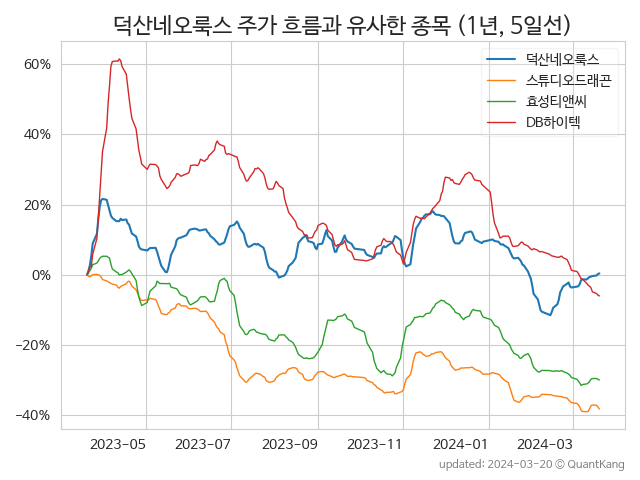 덕산네오룩스 주가 흐름과 유사한 종목 (1년, 5일선)
덕산네오룩스
스튜디오드래곤
효성티앤씨
DB하이텍
60%
40%
20%
0%
−20%
−40%
2023-05 2023-07 2023-09 2023-11 2024-01 2024-03
updated: 2024-03-20 © QuantKang